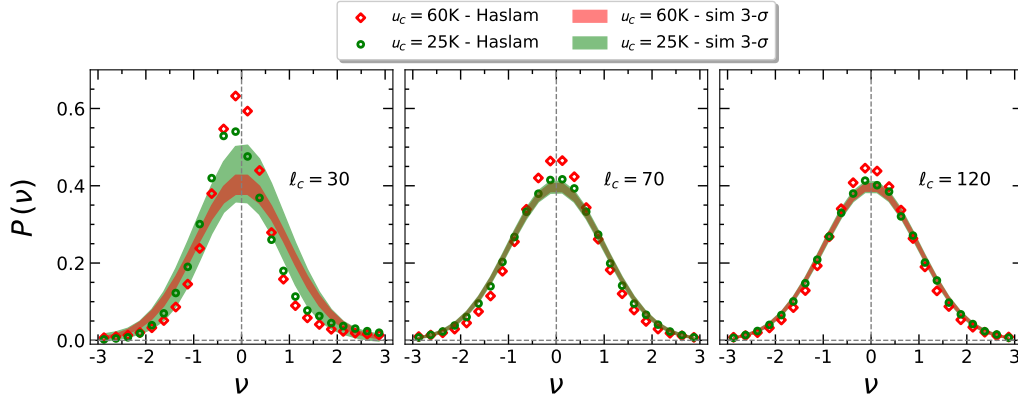 u_c = 60K - Haslam
u_c = 25K - Haslam
u_c = 60K - sim 3-σ
u_c = 25K - sim 3-σ
P(ν)
0.6
0.4
0.2
0.0
ℓ_c = 30
ℓ_c = 70
ℓ_c = 120
-3 -2 -1 0 1 2 3
-3 -2 -1 0 1 2 3
-3 -2 -1 0 1 2 3
ν
ν
ν